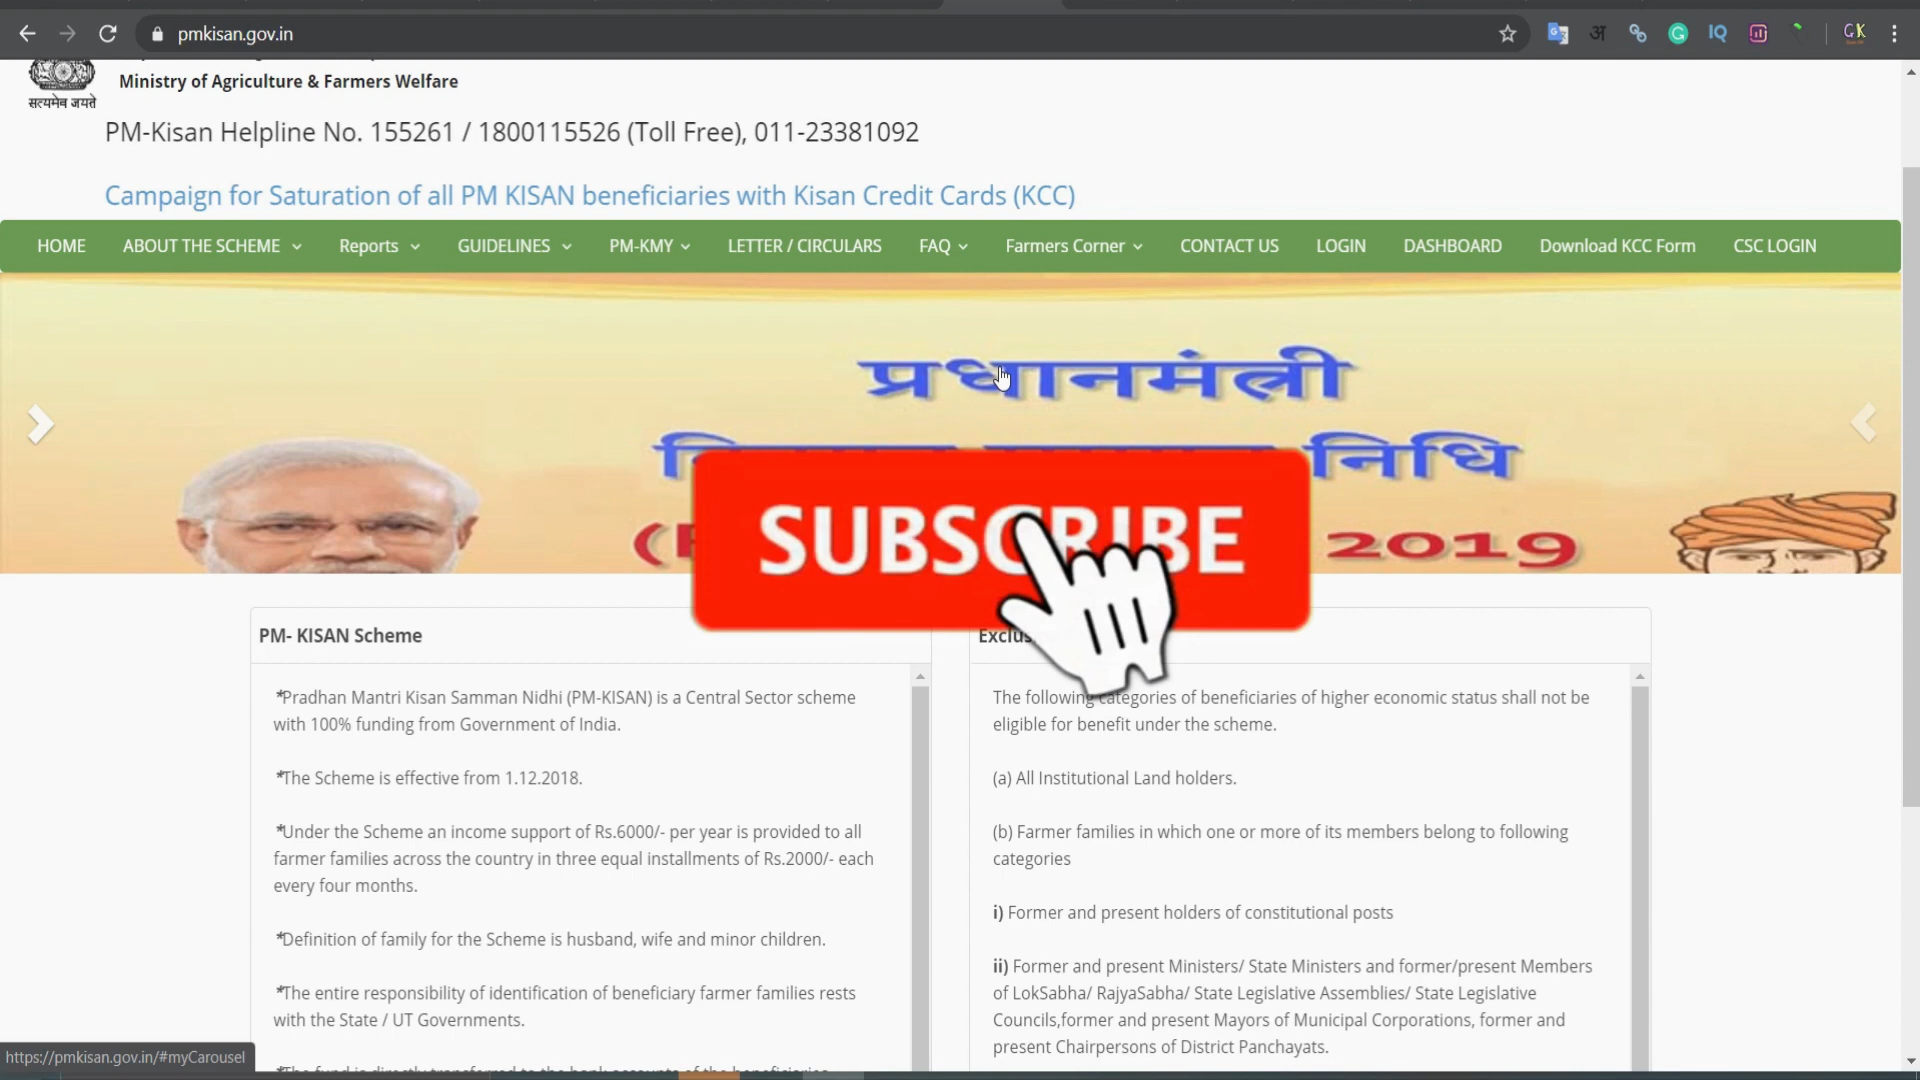 pmkisan.gov.in
सत्यमेव जयते
Ministry of Agriculture & Farmers Welfare
PM-Kisan Helpline No. 155261 / 1800115526 (Toll Free), 011-23381092
Campaign for Saturation of all PM KISAN beneficiaries with Kisan Credit Cards (KCC)
HOME ABOUT THE SCHEME Reports GUIDELINES PM-KMY LETTER / CIRCULARS FAQ Farmers Corner CONTACT US LOGIN DASHBOARD Download KCC Form CSC LOGIN
प्रधानमंत्री
निधि
2019
SUBSCRIBE
PM- KISAN Scheme
*Pradhan Mantri Kisan Samman Nidhi (PM-KISAN) is a Central Sector scheme
with 100% funding from Government of India.
*The Scheme is effective from 1.12.2018.
*Under the Scheme an income support of Rs.6000/- per year is provided to all
farmer families across the country in three equal installments of Rs.2000/- each
every four months.
*Definition of family for the Scheme is husband, wife and minor children.
*The entire responsibility of identification of beneficiary farmer families rests
with the State / UT Governments.
*The fund is directly transferred to the bank accounts of the beneficiaries
The following categories of beneficiaries of higher economic status shall not be
eligible for benefit under the scheme.
(a) All Institutional Land holders.
(b) Farmer families in which one or more of its members belong to following
categories
i) Former and present holders of constitutional posts
ii) Former and present Ministers/ State Ministers and former/present Members
of LokSabha/ RajyaSabha/ State Legislative Assemblies/ State Legislative
Councils,former and present Mayors of Municipal Corporations, former and
present Chairpersons of District Panchayats.
https://pmkisan.gov.in/#myCarousel